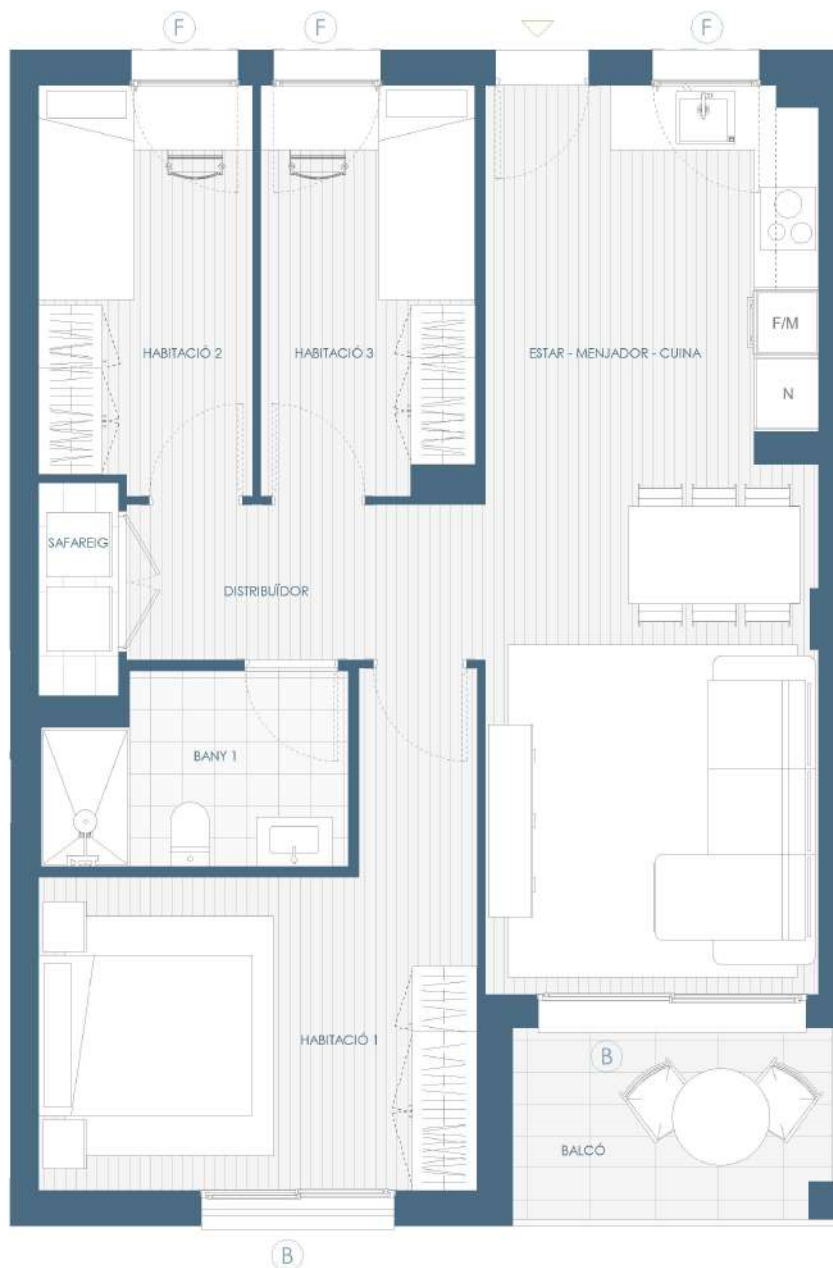 F
F
F
F/M
HABITACIÓ 2
HABITACIÓ 3
ESTAR - MENJADOR - CUINA
N
SAFAREIG
DISTRIBUÏDOR
BANY 1
HABITACIÓ 1
B
BALCÓ
B